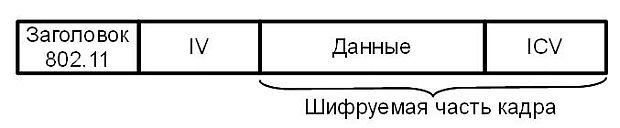 Заголовок
802.11
IV
Данные
ICV
Шифруемая часть кадра